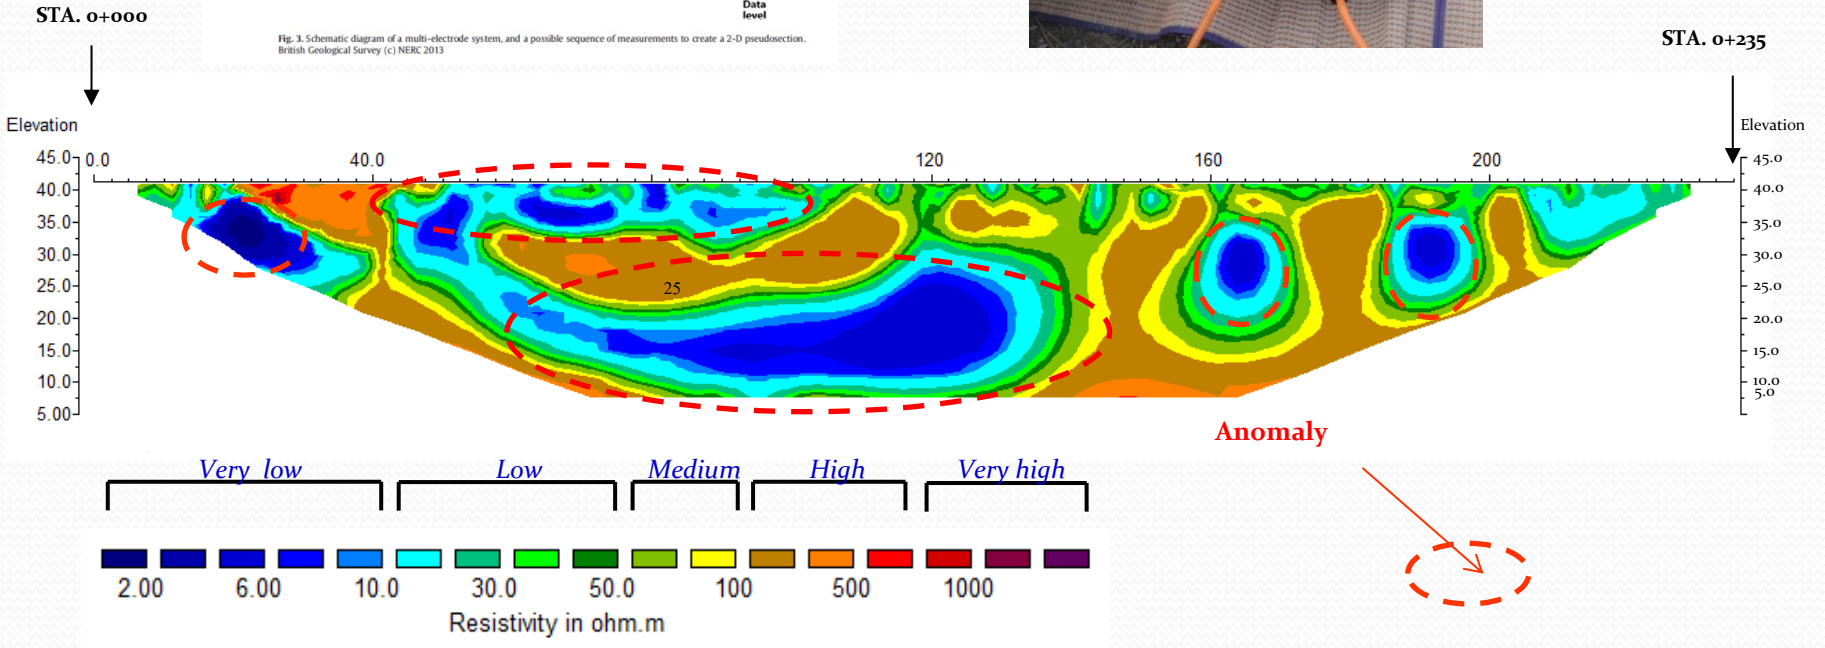 Data
level
STA. 0+000
Fig. 3. Schematic diagram of a multi-electrode system, and a possible sequence of measurements to create a 2-D pseudosection.
British Geological Survey (c) NERC 2013
STA. 0+235
Elevation
Elevation
0.0 40.0 120 160 200
45.0
40.0
35.0
30.0
25.0
20.0
15.0
10.0
5.00
45.0
40.0
35.0
30.0
25.0
20.0
15.0
10.0
5.0
25
Anomaly
Very low Low Medium High Very high
2.00 6.00 10.0 30.0 50.0 100 500 1000
Resistivity in ohm.m